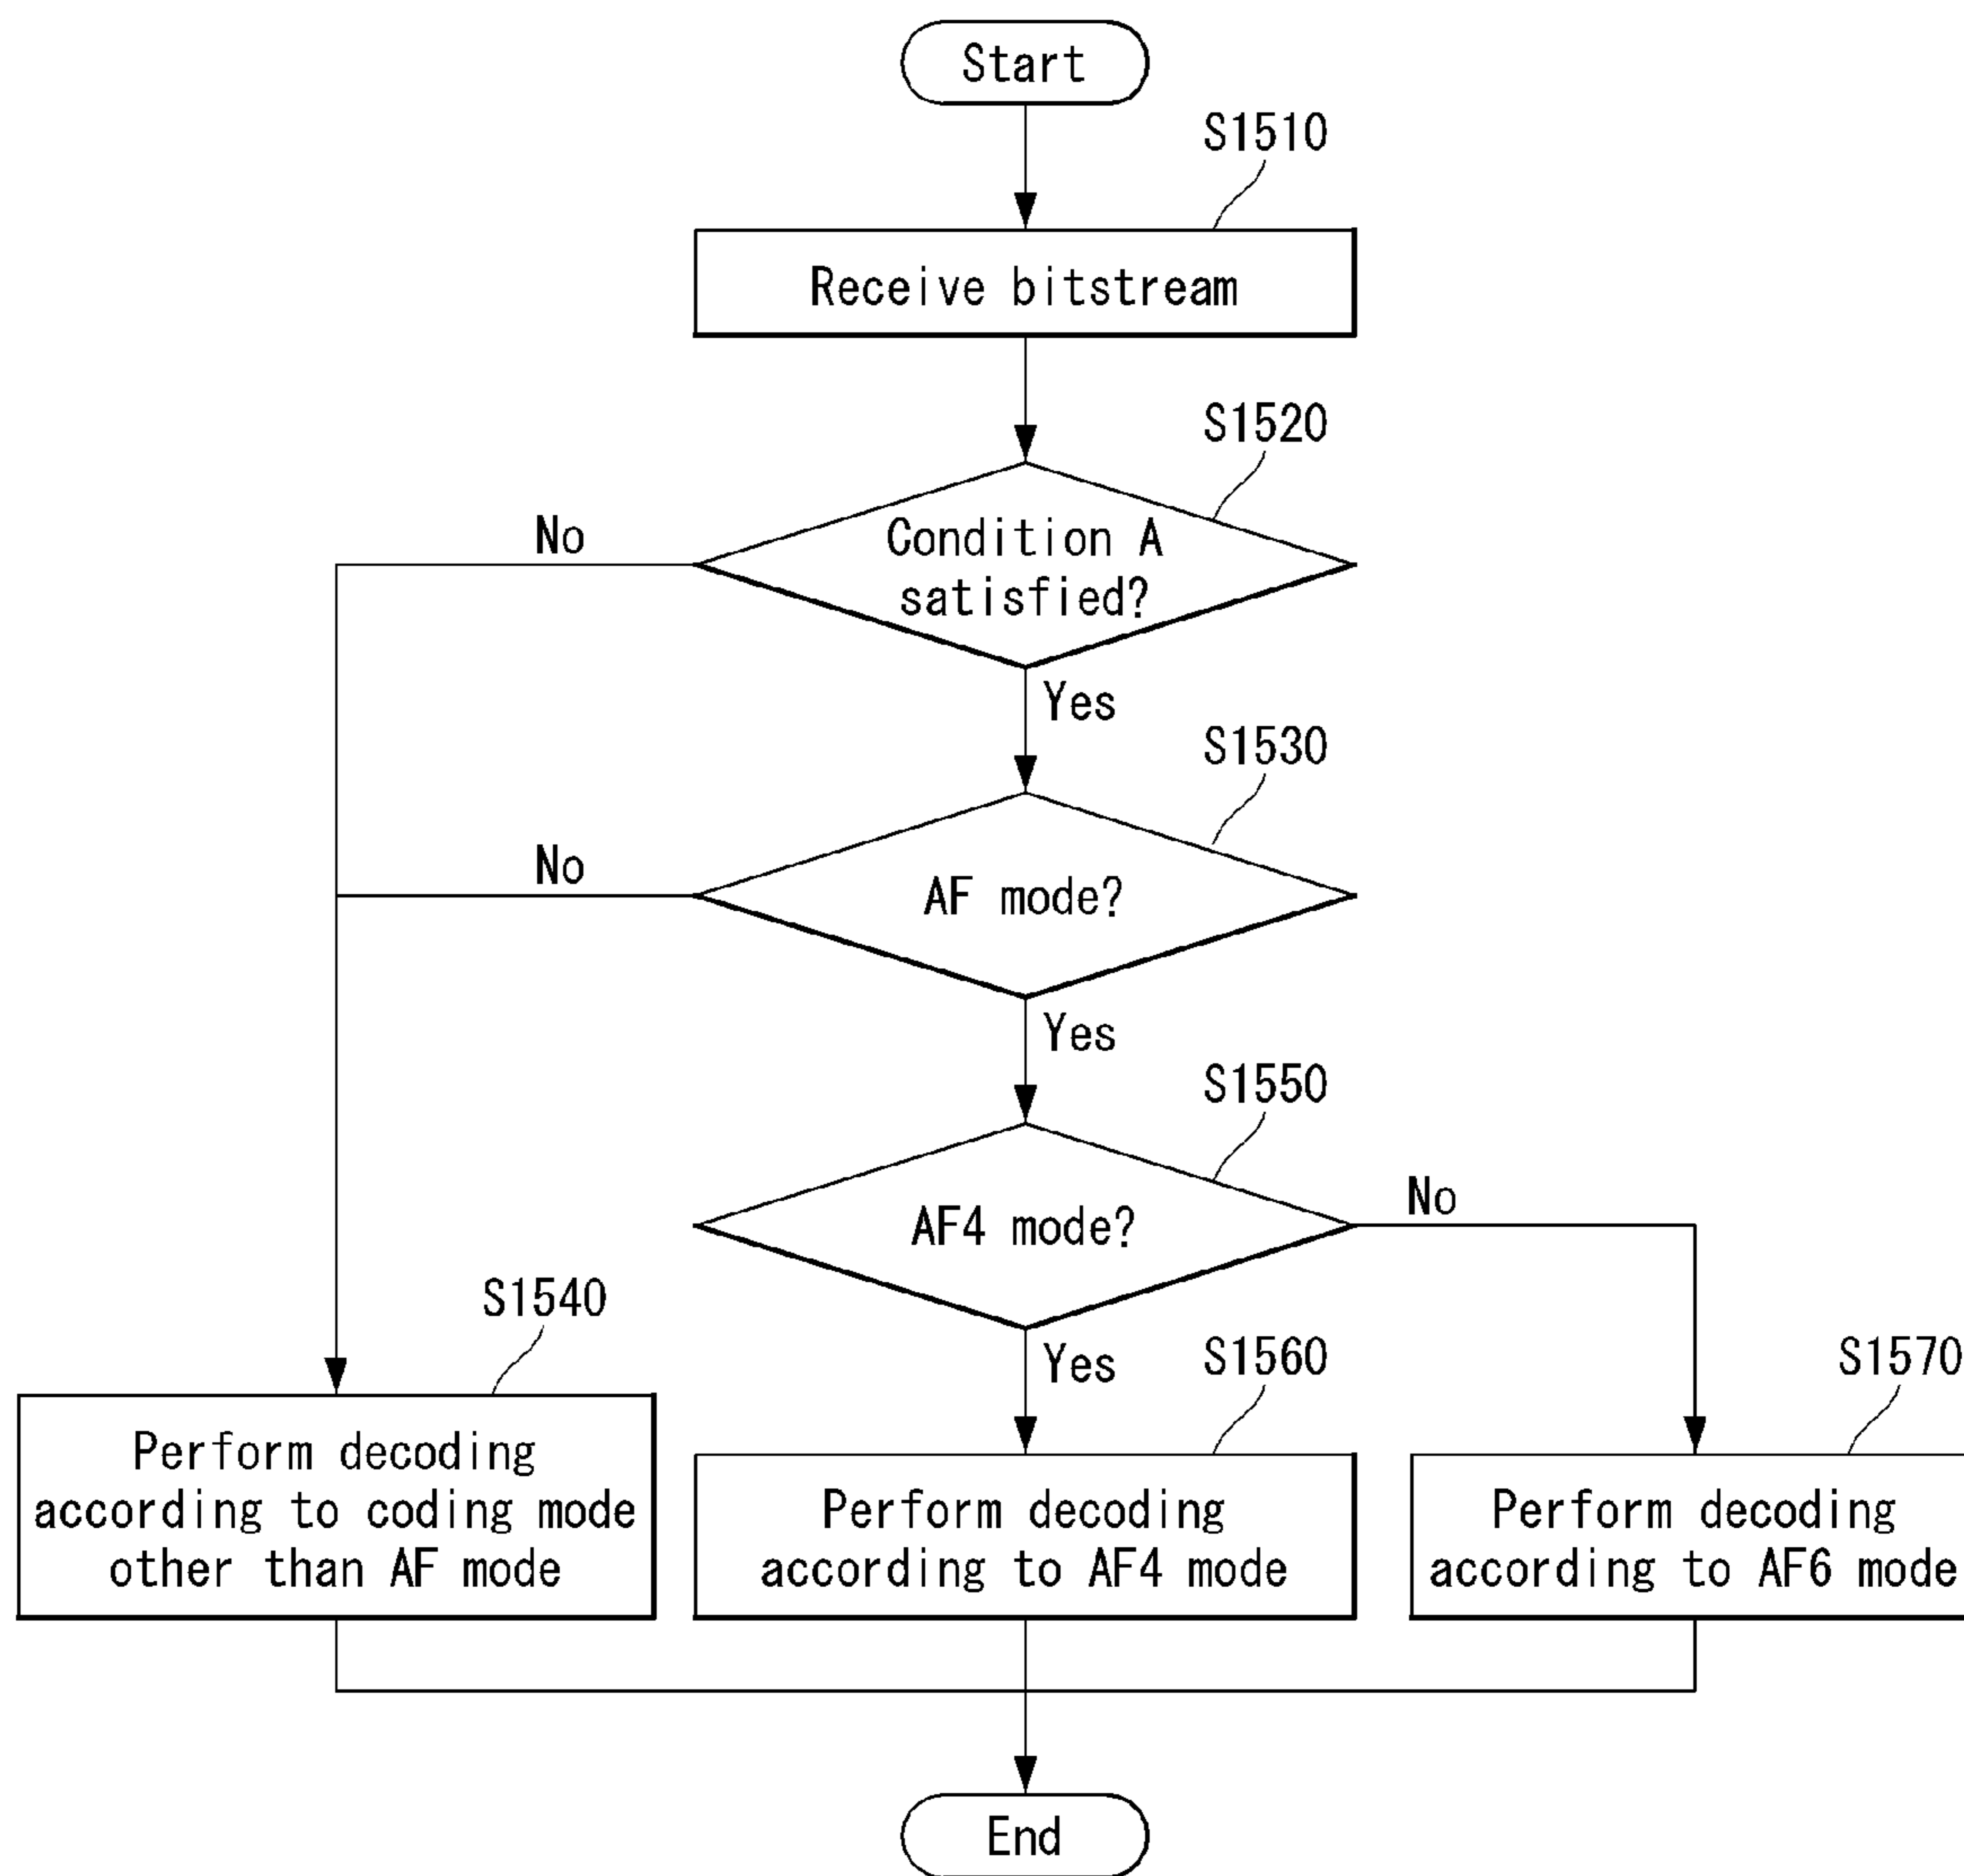 Start
S1510
Receive bitstream
S1520
Condition A
satisfied?
No
Yes
S1530
AF mode?
No
Yes
S1550
AF4 mode?
No
Yes
S1540
Perform decoding
according to coding mode
other than AF mode
S1560
Perform decoding
according to AF4 mode
S1570
Perform decoding
according to AF6 mode
End